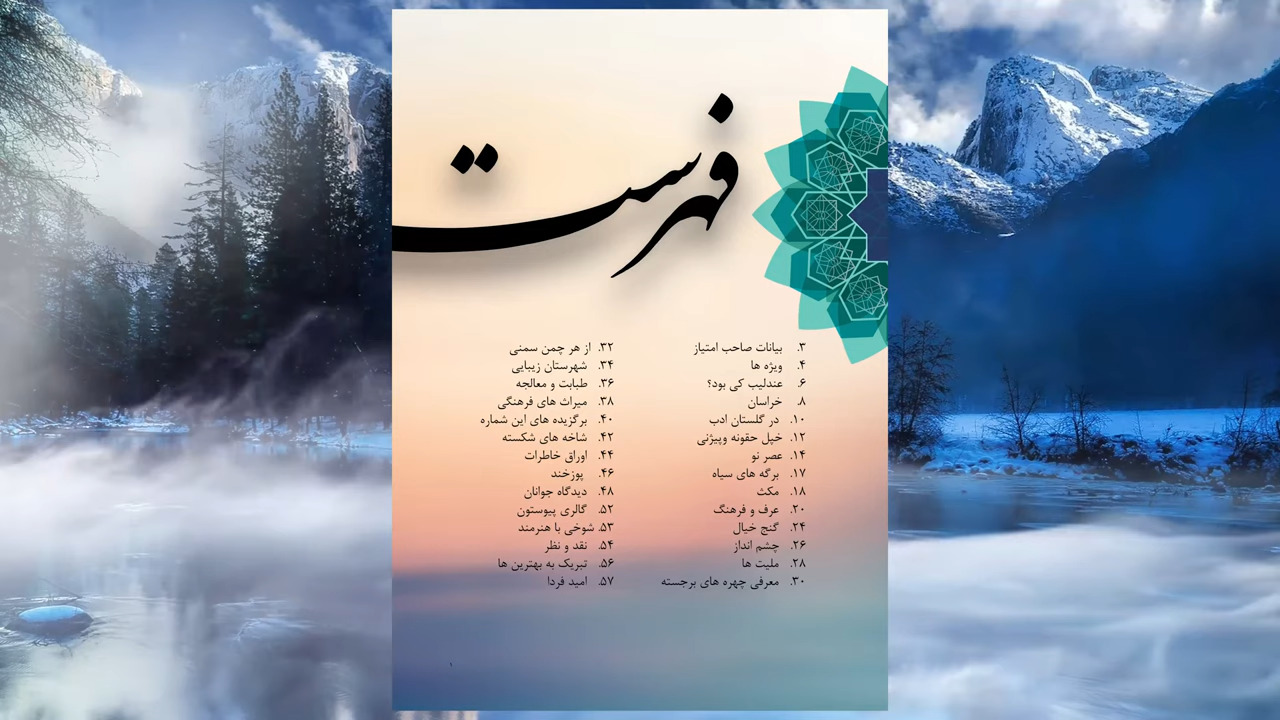 فهرست
۳. بیانات صاحب امتیاز
۴. ویژه ها
۶. عندلیب کی بود؟
۸. خراسان
۱۰. در گلستان ادب
۱۲. خپل حقونه وپیژنی
۱۴. عصر نو
۱۷. برگه های سیاه
۱۸. مکث
۲۰. عرف و فرهنگ
۲۴. گنج خیال
۲۶. چشم انداز
۲۸. ملیت ها
۳۰. معرفی چهره های برجسته
۳۲. از هر چمن سمنی
۳۴. شهرستان زیبایی
۳۶. طبابت و معالجه
۳۸. میراث های فرهنگی
۴۰. برگزیده های این شماره
۴۲. شاخه های شکسته
۴۴. اوراق خاطرات
۴۶. پوزخند
۴۸. دیدگاه جوانان
۵۲. گالری پیوستون
۵۳. شوخی با هنرمند
۵۴. نقد و نظر
۵۶. تبریک به بهترین ها
۵۷. امید فردا
۱